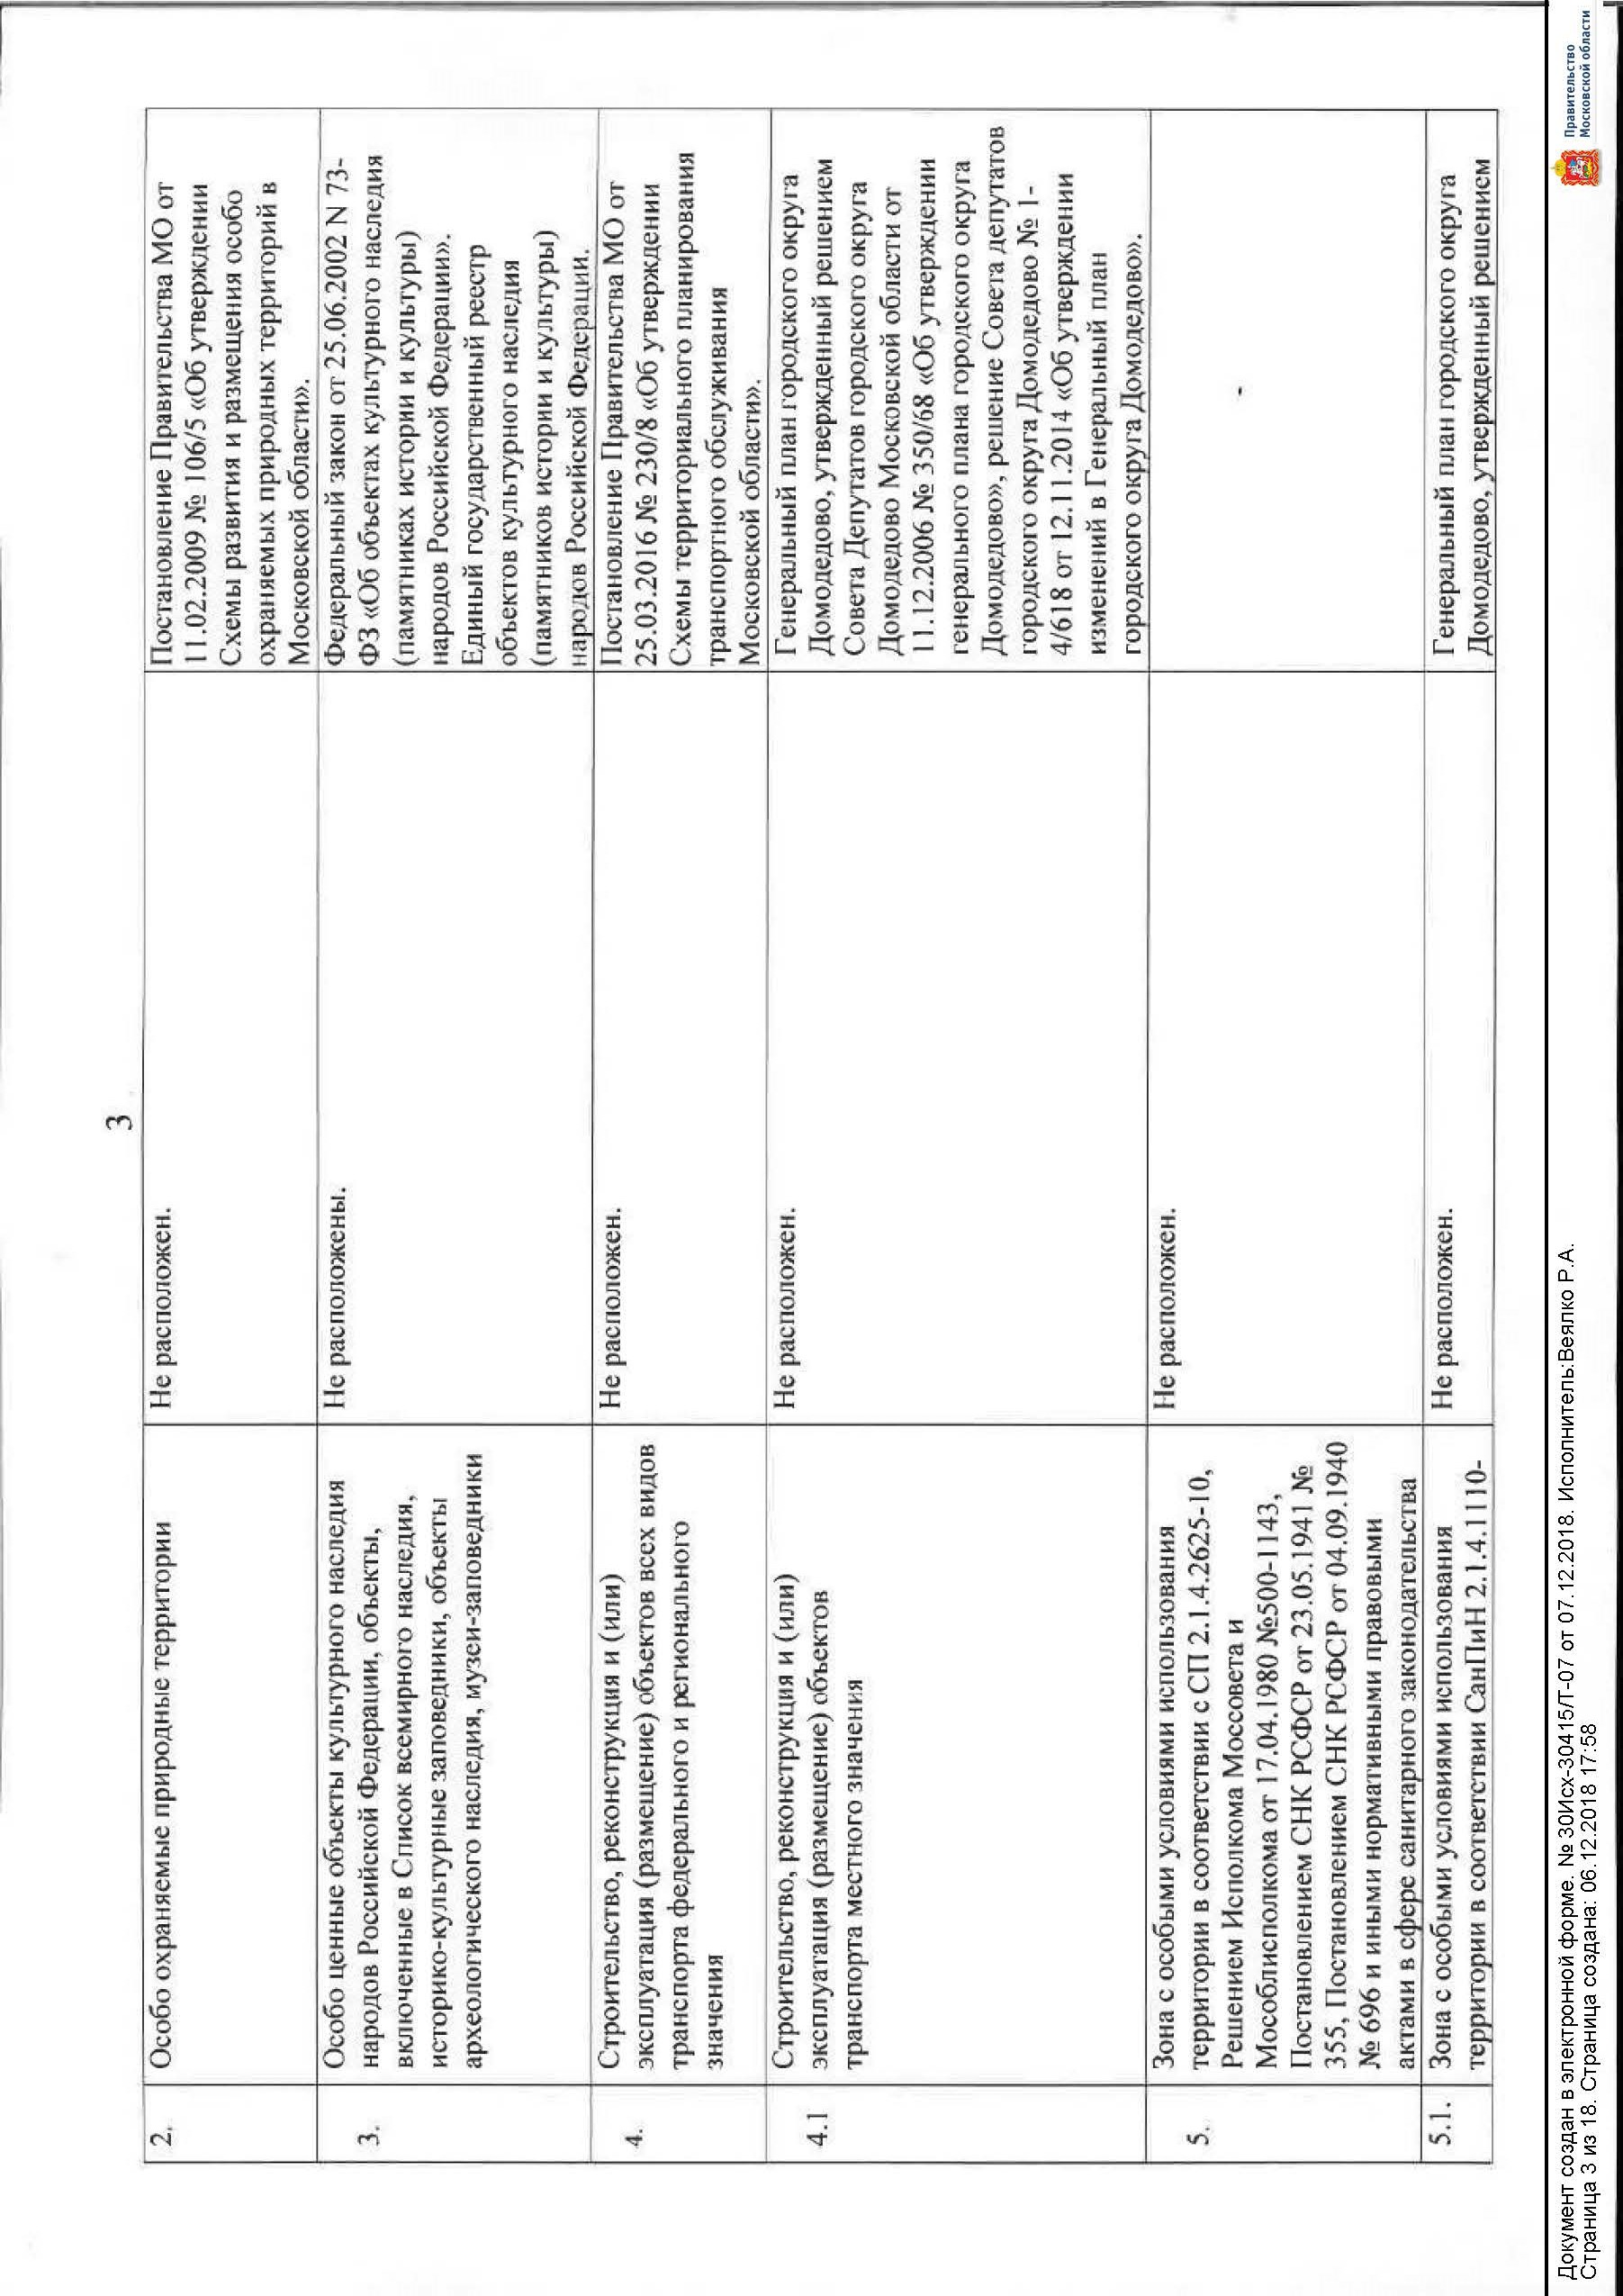 3
2.
Особо охраняемые природные территории
Не расположен.
Постановление Правительства МО от
11.02.2009 № 106/5 «Об утверждении
Схемы развития и размещения особо
охраняемых природных территорий в
Московской области».
3.
Особо ценные объекты культурного наследия
народов Российской Федерации, объекты,
включенные в Список всемирного наследия,
историко-культурные заповедники, объекты
археологического наследия, музеи-заповедники
Не расположены.
Федеральный закон от 25.06.2002 N 73-
ФЗ «Об объектах культурного наследия
(памятниках истории и культуры)
народов Российской Федерации».
Единый государственный реестр
объектов культурного наследия
(памятников истории и культуры)
народов Российской Федерации.
4.
Строительство, реконструкция и (или)
эксплуатация (размещение) объектов всех видов
транспорта федерального и регионального
значения
Не расположен.
Постановление Правительства МО от
25.03.2016 № 230/8 «Об утверждении
Схемы территориального планирования
транспортного обслуживания
Московской области».
4.1
Строительство, реконструкция и (или)
эксплуатация (размещение) объектов
транспорта местного значения
Не расположен.
Генеральный план городского округа
Домодедово, утвержденный решением
Совета Депутатов городского округа
Домодедово Московской области от
11.12.2006 № 350/68 «Об утверждении
генерального плана городского округа
Домодедово», решение Совета депутатов
городского округа Домодедово № 1-
4/618 от 12.11.2014 «Об утверждении
изменений в Генеральный план
городского округа Домодедово».
5.
Зона с особыми условиями использования
территории в соответствии с СП 2.1.4.2625-10,
Решением Исполкома Моссовета и
Мособлисполкома от 17.04.1980 №500-1143,
Постановлением СНК РСФСР от 23.05.1941 №
355, Постановлением СНК РСФСР от 04.09.1940
№ 696 и иными нормативными правовыми
актами в сфере санитарного законодательства
Не расположен.
-
5.1.
Зона с особыми условиями использования
территории в соответствии СанПиН 2.1.4.1110-
Не расположен.
Генеральный план городского округа
Домодедово, утвержденный решением
Документ создан в электронной форме. № 30Исх-30415/Т-07 от 07.12.2018. Исполнитель:Веялко Р.А.
Страница 3 из 18. Страница создана: 06.12.2018 17:58
Правительство
Московской области